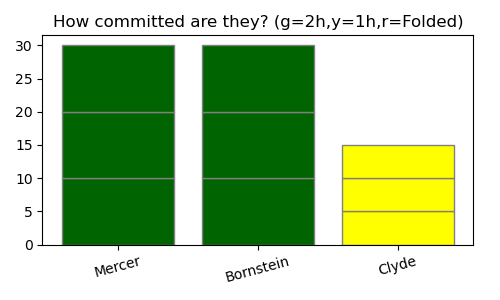 How committed are they? (g=2h,y=1h,r=Folded)
30
25
20
15
10
5
0
Mercer
Bornstein
Clyde